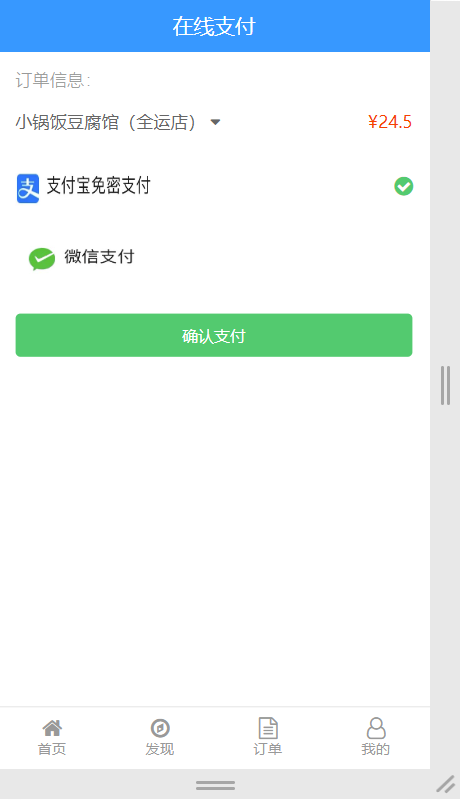 在线支付
订单信息:
小锅饭豆腐馆（全运店） ¥24.5
支 支付宝免密支付
微信支付
确认支付
首页 发现 订单 我的